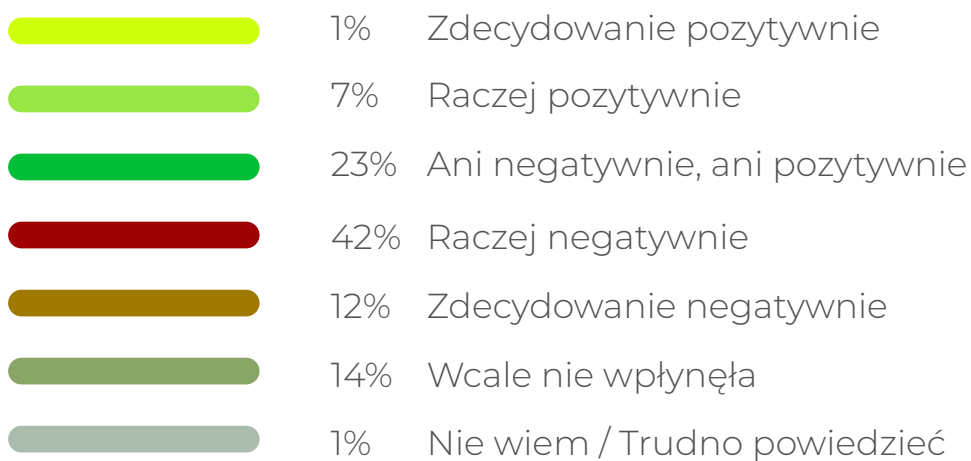 1% Zdecydowanie pozytywnie
7% Raczej pozytywnie
23% Ani negatywnie, ani pozytywnie
42% Raczej negatywnie
12% Zdecydowanie negatywnie
14% Wcale nie wpłynęła
1% Nie wiem / Trudno powiedzieć